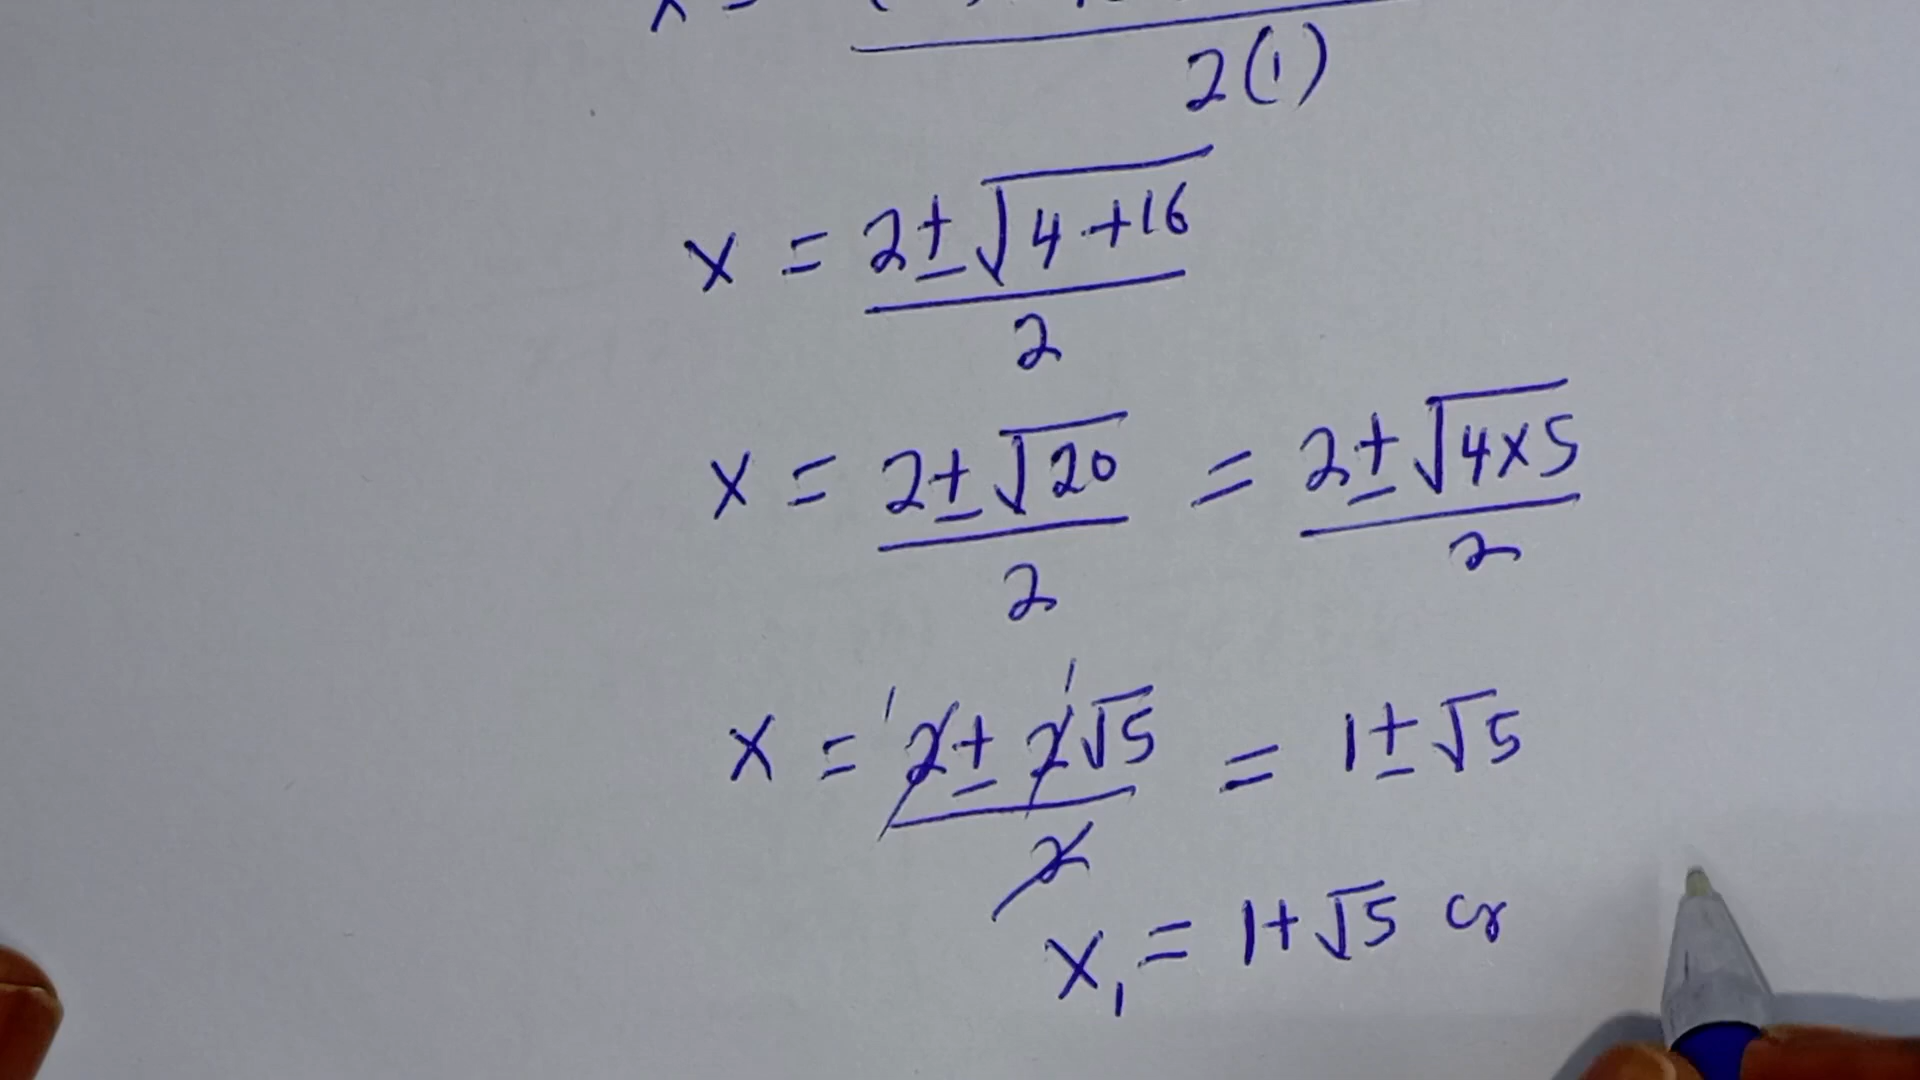 x =
2(1)
x = 2±√4+16
2
x = 2±√20 = 2±√4×5
2 2
x = 2± 2√5 = 1±√5
2
x₁ = 1+√5 or